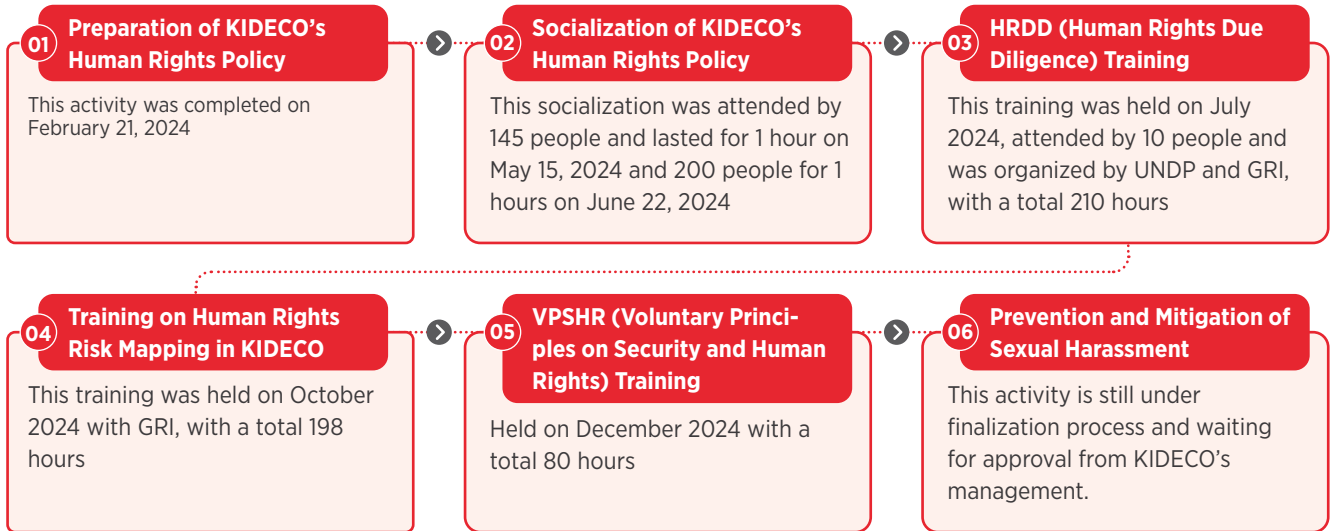 01
Preparation of KIDECO's
Human Rights Policy
This activity was completed on
February 21, 2024
02
Socialization of KIDECO's
Human Rights Policy
This socialization was attended by
145 people and lasted for 1 hour on
May 15, 2024 and 200 people for 1
hours on June 22, 2024
03
HRDD (Human Rights Due
Diligence) Training
This training was held on July
2024, attended by 10 people and
was organized by UNDP and GRI,
with a total 210 hours
04
Training on Human Rights
Risk Mapping in KIDECO
This training was held on October
2024 with GRI, with a total 198
hours
05
VPSHR (Voluntary Princi-
ples on Security and Human
Rights) Training
Held on December 2024 with a
total 80 hours
06
Prevention and Mitigation of
Sexual Harassment
This activity is still under
finalization process and waiting
for approval from KIDECO's
management.